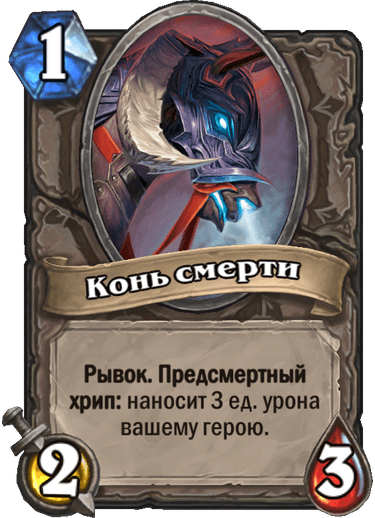 1
Конь смерти
Рывок. Предсмертный
хрип: наносит 3 ед. урона
вашему герою.
2
3